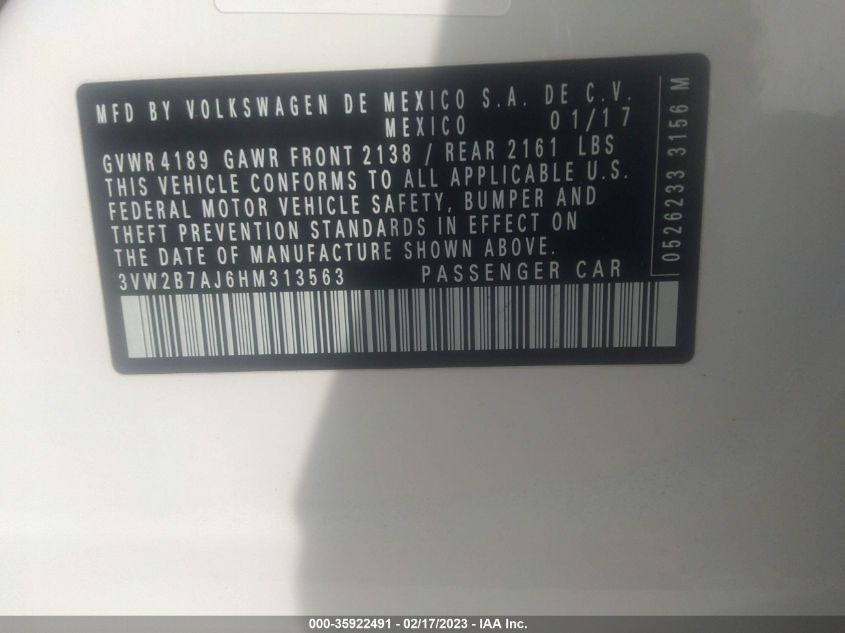 MFD BY VOLKSWAGEN DE MEXICO S.A. DE C.V.
MEXICO 01/17
GVWR 4189 GAWR FRONT 2138 / REAR 2161 LBS
THIS VEHICLE CONFORMS TO ALL APPLICABLE U.S.
FEDERAL MOTOR VEHICLE SAFETY, BUMPER AND
THEFT PREVENTION STANDARDS IN EFFECT ON
THE DATE OF MANUFACTURE SHOWN ABOVE.
3VW2B7AJ6HM313563 PASSENGER CAR
0526233 3156 M
000-35922491 - 02/17/2023 - IAA Inc.